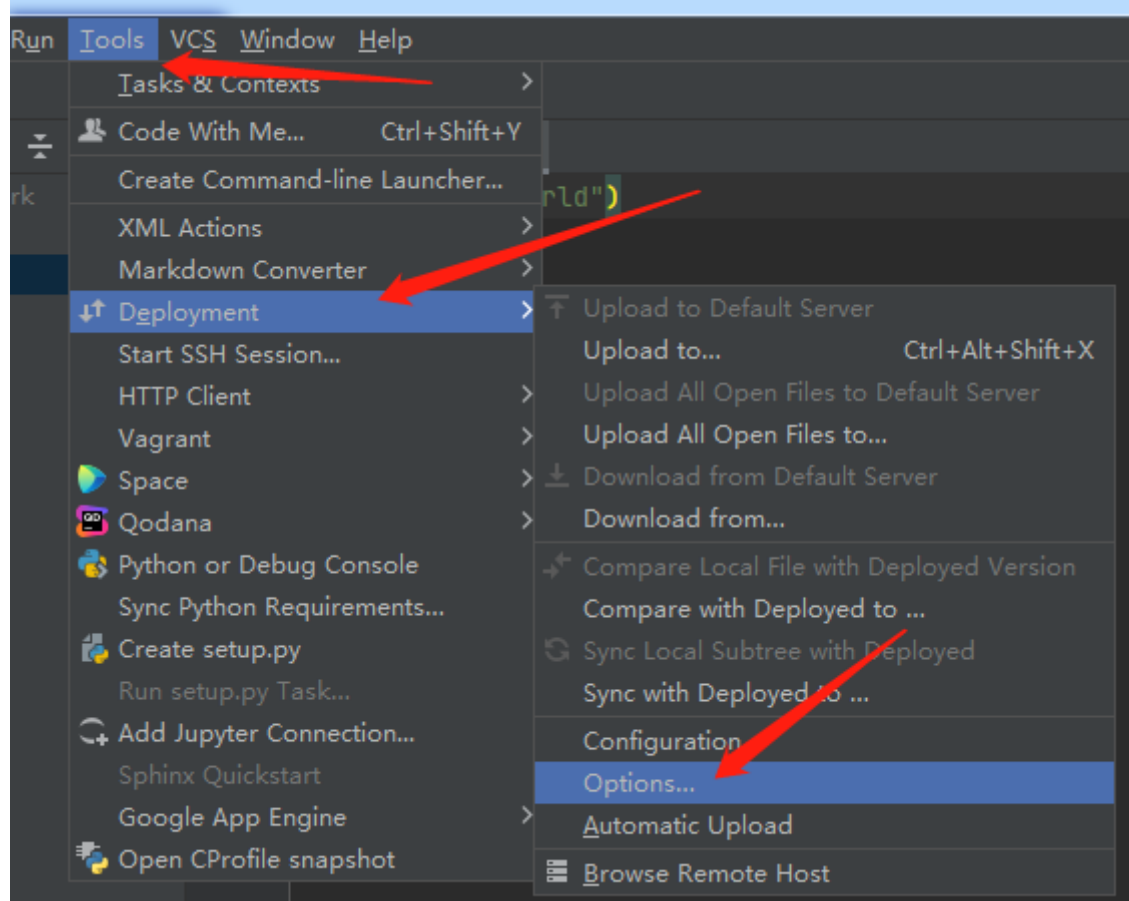 Run Tools VCS Window Help
Tasks & Contexts
Code With Me... Ctrl+Shift+Y
Create Command-line Launcher...
rk
rld")
XML Actions
Markdown Converter
Deployment
Start SSH Session...
HTTP Client
Vagrant
Space
Qodana
Python or Debug Console
Sync Python Requirements...
Create setup.py
Run setup.py Task...
Add Jupyter Connection...
Sphinx Quickstart
Google App Engine
Open CProfile snapshot
Upload to Default Server
Upload to... Ctrl+Alt+Shift+X
Upload All Open Files to Default Server
Upload All Open Files to...
Download from Default Server
Download from...
Compare Local File with Deployed Version
Compare with Deployed to ...
Sync Local Subtree with Deployed
Sync with Deployed to ...
Configuration
Options...
Automatic Upload
Browse Remote Host